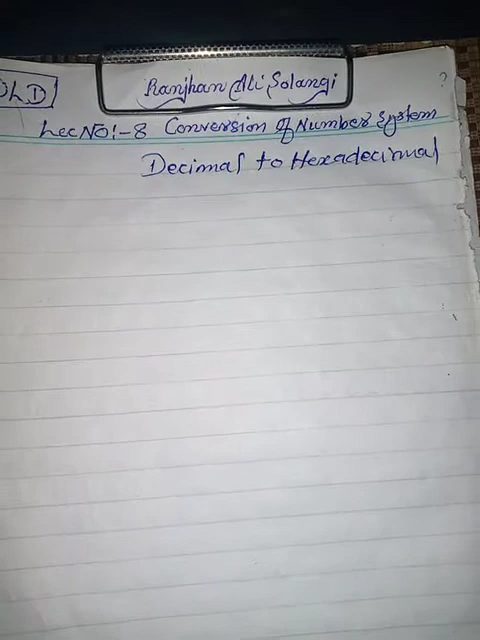 Ranjhan Ali Solangi
DLD
Lec NO:-8 Conversion of Number System
Decimal to Hexadecimal